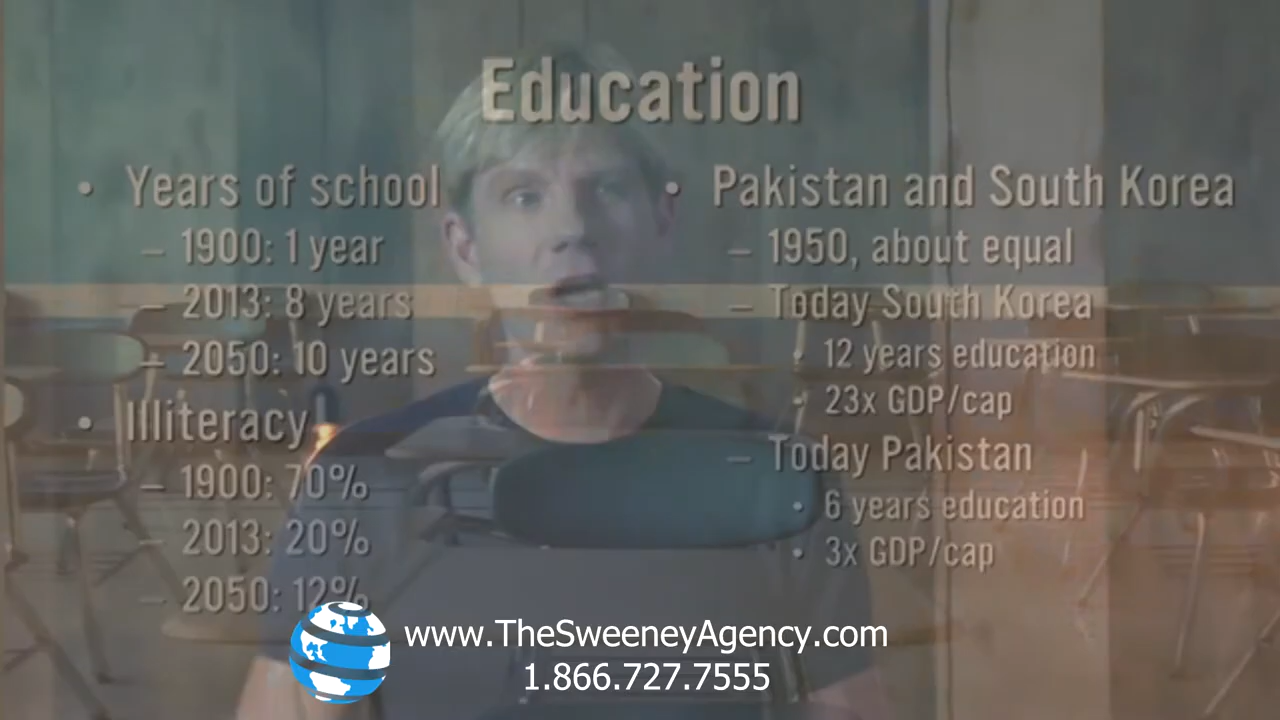 Education
• Years of school
– 1900: 1 year
– 2013: 8 years
– 2050: 10 years
• Illiteracy
– 1900: 70%
– 2013: 20%
– 2050: 12%
• Pakistan and South Korea
– 1950, about equal
– Today South Korea
• 12 years education
• 23x GDP/cap
– Today Pakistan
• 6 years education
• 3x GDP/cap
www.TheSweeneyAgency.com
1.866.727.7555